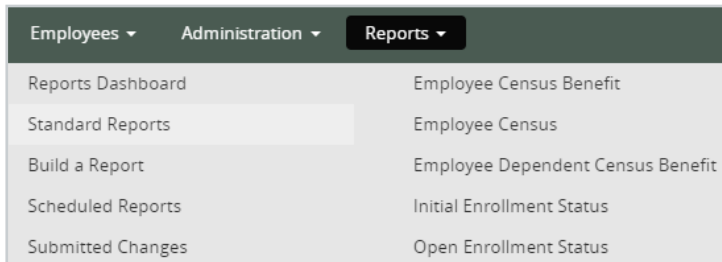 Employees Administration Reports
Reports Dashboard
Standard Reports
Build a Report
Scheduled Reports
Submitted Changes
Employee Census Benefit
Employee Census
Employee Dependent Census Benefit
Initial Enrollment Status
Open Enrollment Status